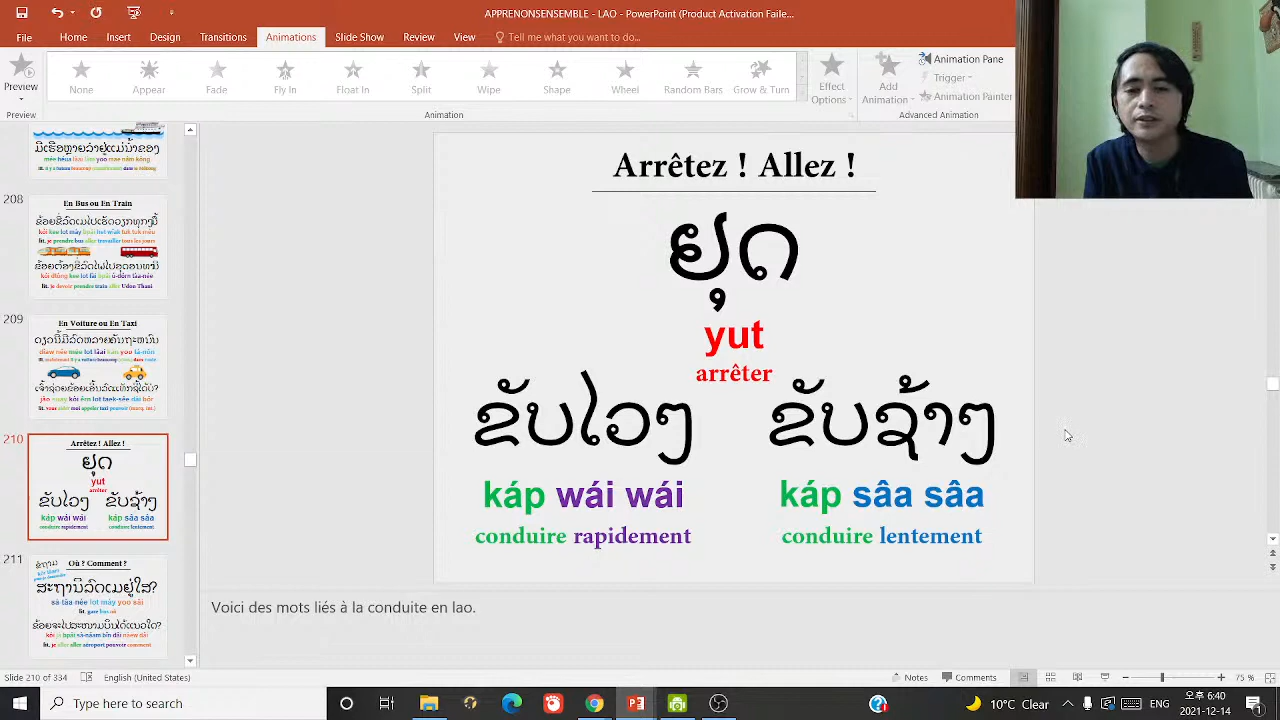 APPRENONSENSEMBLE - LAO - PowerPoint (Product Activation Faile...
File Home Insert Design Transitions Animations Slide Show Review View Tell me what you want to do...
Preview None Appear Fade Fly In Float In Split Wipe Shape Wheel Random Bars Grow & Turn Effect Options Add Animation Animation Pane
Trigger
Animation Painter
Preview Animation Advanced Animation
208
En Bus ou En Train
209
En Voiture ou En Taxi
210
Arrêtez ! Allez !
ຢຸດ
yut
arrêter
ຂັບໄວໆ ຂັບຊ້າໆ
káp wái wái káp sâa sâa
conduire rapidement conduire lentement
211
Où ? Comment ?
Arrêtez ! Allez !
ຢຸດ
yut
arrêter
ຂັບໄວໆ ຂັບຊ້າໆ
káp wái wái káp sâa sâa
conduire rapidement conduire lentement
Voici des mots liés à la conduite en lao.
Slide 210 of 334 English (United States) Notes Comments 75 %
Type here to search 10°C Clear 오후 6:40
2021-12-14